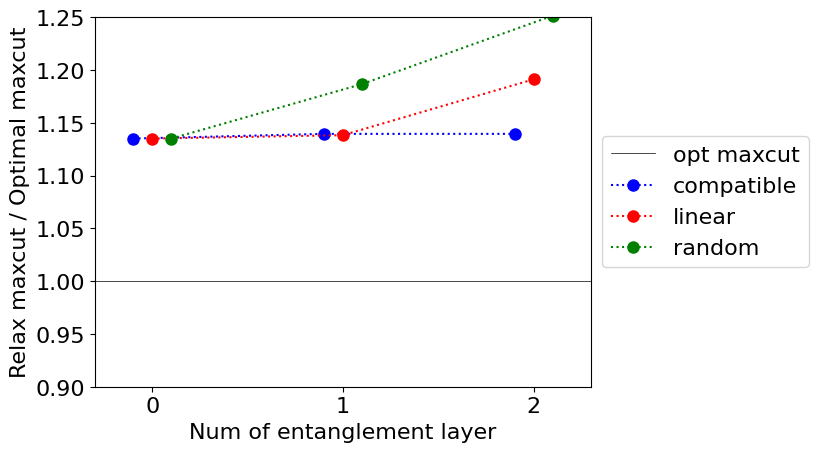 Relax maxcut / Optimal maxcut
1.25
1.20
1.15
1.10
1.05
1.00
0.95
0.90
0
1
2
Num of entanglement layer
opt maxcut
compatible
linear
random